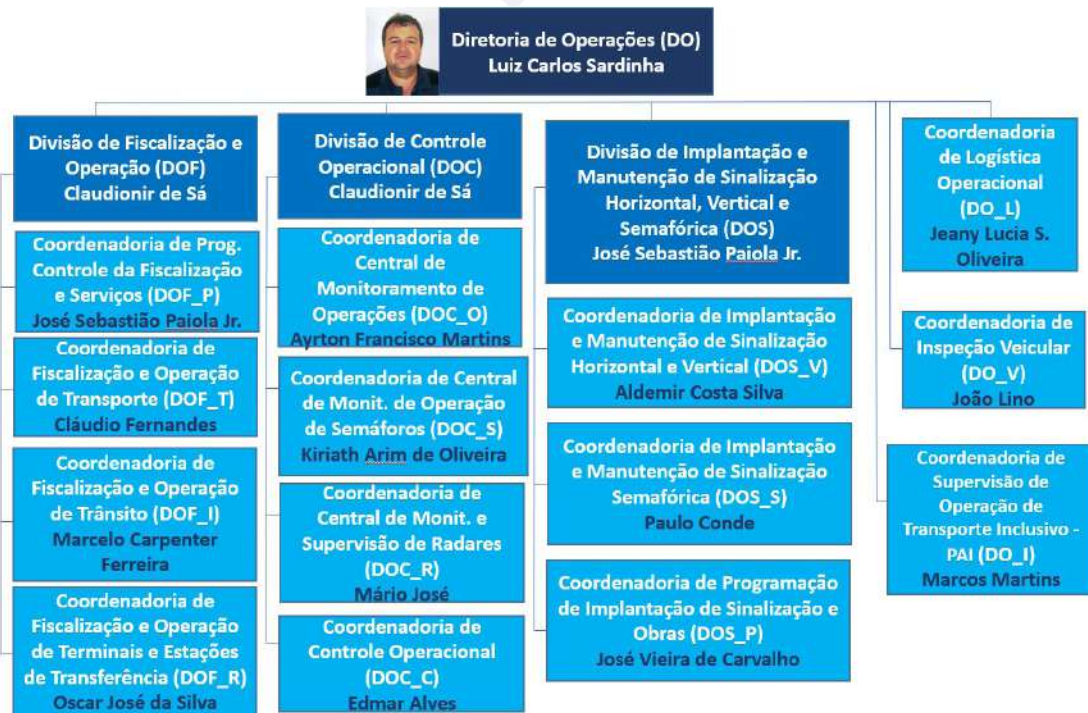 Diretoria de Operações (DO)
Luiz Carlos Sardinha
Divisão de Fiscalização e
Operação (DOF)
Claudionir de Sá
Coordenadoria de Prog.
Controle da Fiscalização
e Serviços (DOF_P)
José Sebastião Paiola Jr.
Coordenadoria de
Fiscalização e Operação
de Transporte (DOF_T)
Cláudio Fernandes
Coordenadoria de
Fiscalização e Operação
de Trânsito (DOF_I)
Marcelo Carpenter
Ferreira
Coordenadoria de
Fiscalização e Operação
de Terminais e Estações
de Transferência (DOF_R)
Oscar José da Silva
Divisão de Controle
Operacional (DOC)
Claudionir de Sá
Coordenadoria de
Central de
Monitoramento de
Operações (DOC_O)
Ayrton Francisco Martins
Coordenadoria de Central
de Monit. de Operação
de Semáforos (DOC_S)
Kiriath Arim de Oliveira
Coordenadoria de
Central de Monit. e
Supervisão de Radares
(DOC_R)
Mário José
Coordenadoria de
Controle Operacional
(DOC_C)
Edmar Alves
Divisão de Implantação e
Manutenção de Sinalização
Horizontal, Vertical e
Semafórica (DOS)
José Sebastião Paiola Jr.
Coordenadoria de Implantação
e Manutenção de Sinalização
Horizontal e Vertical (DOS_V)
Aldemir Costa Silva
Coordenadoria de Implantação
e Manutenção de Sinalização
Semafórica (DOS_S)
Paulo Conde
Coordenadoria de Programação
de Implantação de Sinalização e
Obras (DOS_P)
José Vieira de Carvalho
Coordenadoria
de Logística
Operacional
(DO_L)
Jeany Lucia S.
Oliveira
Coordenadoria de
Inspeção Veicular
(DO_V)
João Lino
Coordenadoria de
Supervisão de
Operação de
Transporte Inclusivo -
PAI (DO_I)
Marcos Martins